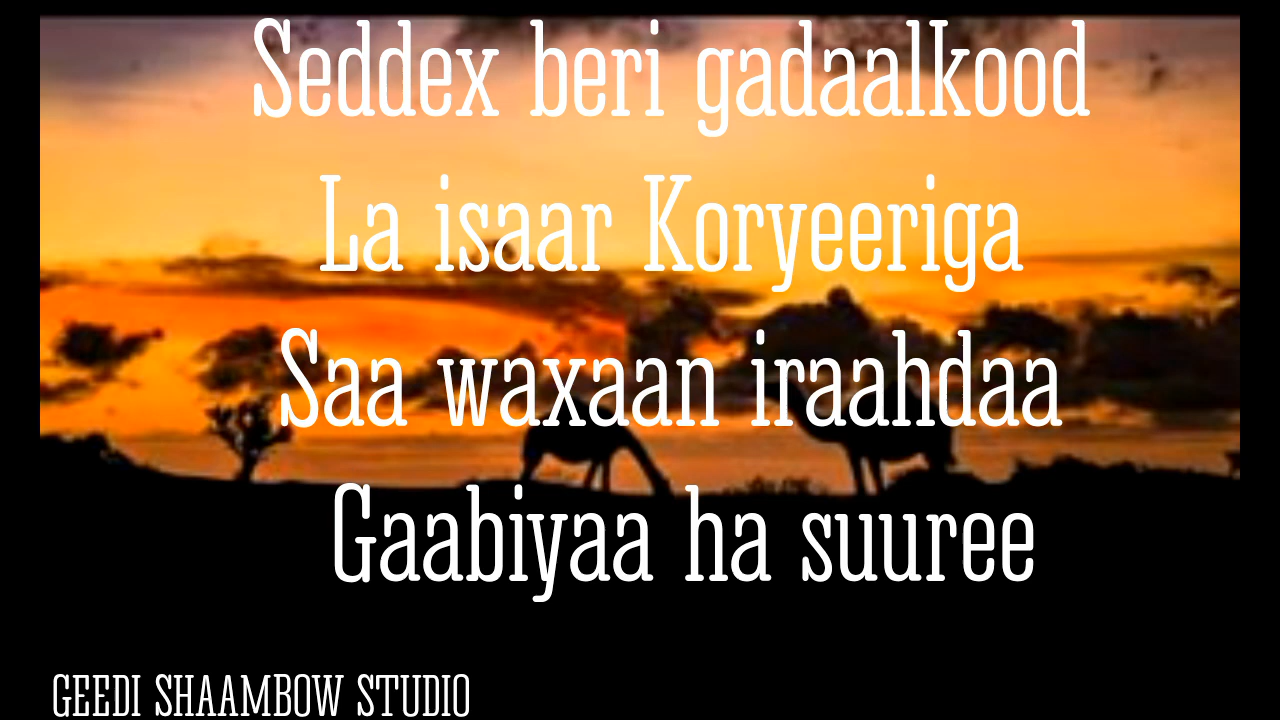 Seddex beri gadaalkood
La isaar Koryeeriga
Saa waxaan iraahdaa
Gaabiyaa ha suuree
GEEDI SHAAMBOW STUDIO